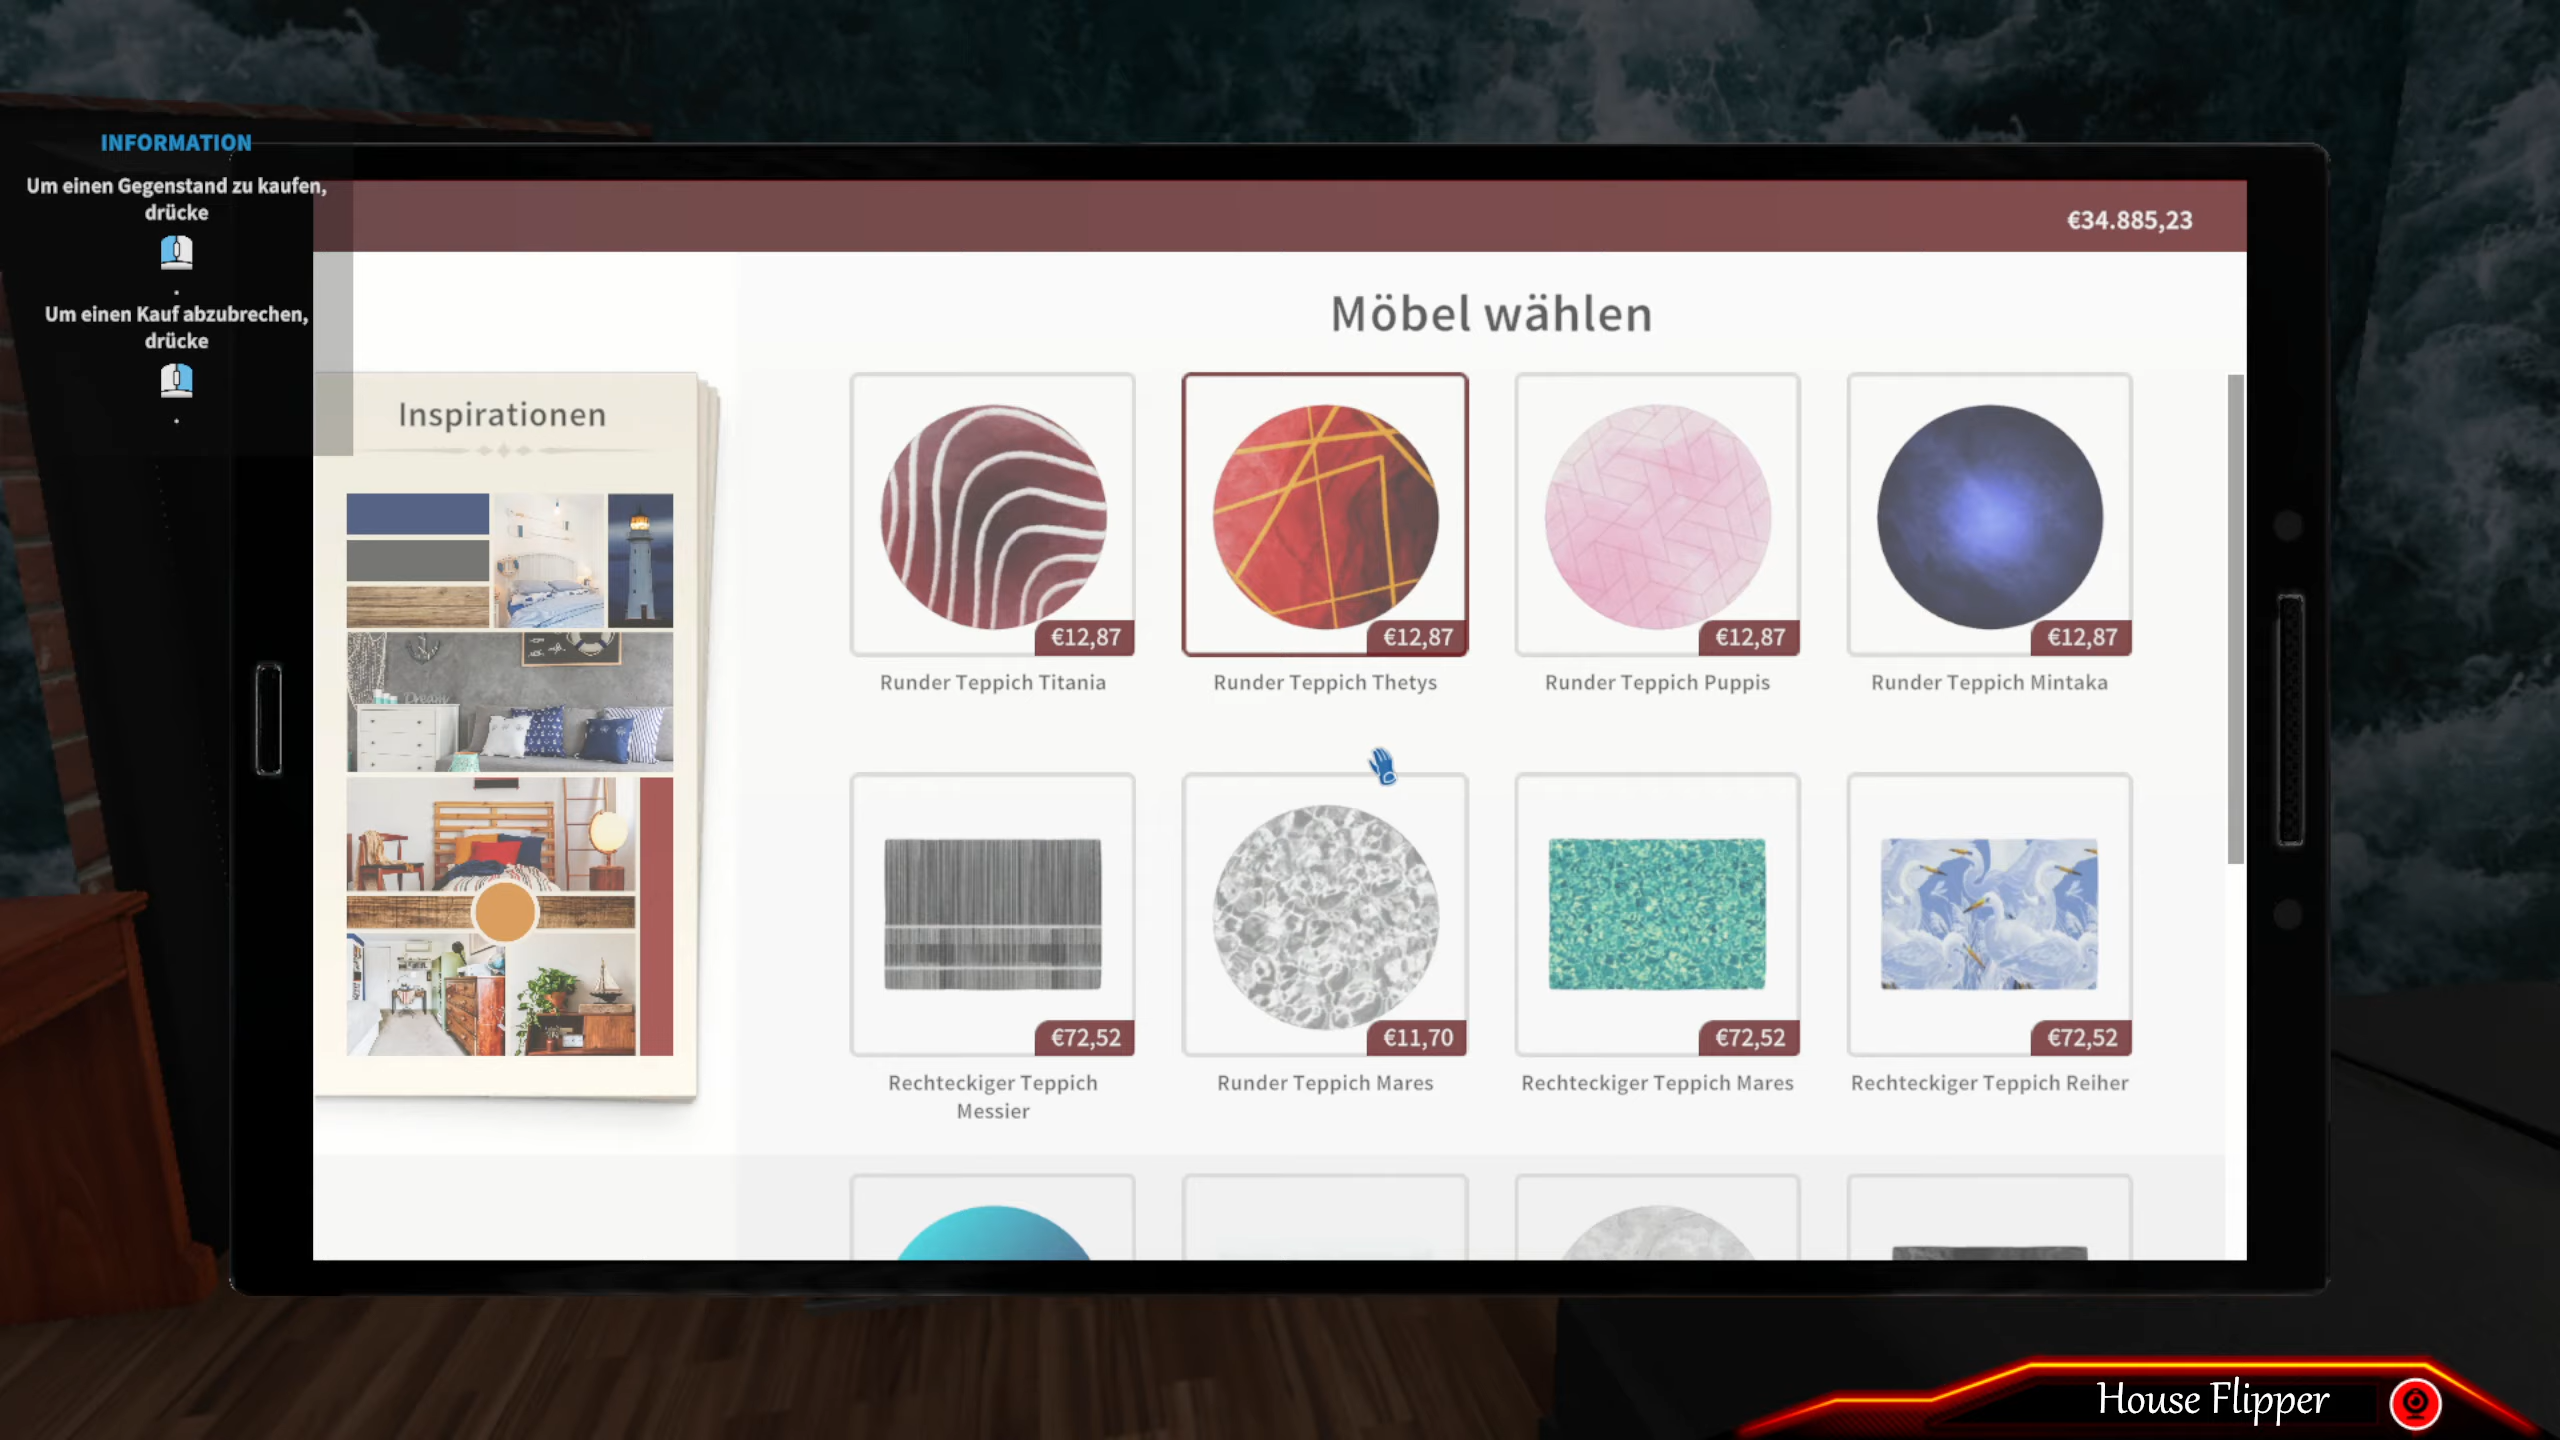 INFORMATION
Um einen Gegenstand zu kaufen,
drücke
.
Um einen Kauf abzubrechen,
drücke
.
€34.885,23
Inspirationen
Möbel wählen
€12,87
€12,87
€12,87
€12,87
Runder Teppich Titania
Runder Teppich Thetys
Runder Teppich Puppis
Runder Teppich Mintaka
€72,52
€11,70
€72,52
€72,52
Rechteckiger Teppich
Messier
Runder Teppich Mares
Rechteckiger Teppich Mares
Rechteckiger Teppich Reiher
House Flipper